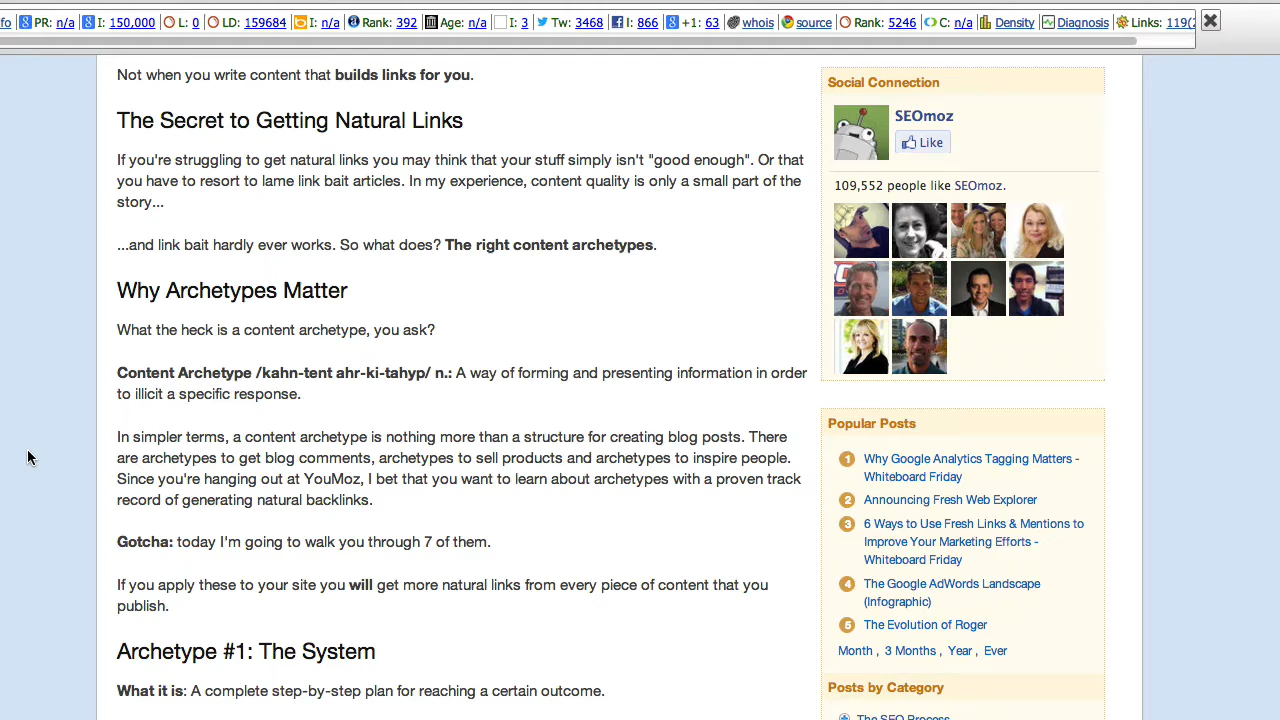 fo PR: n/a I: 150,000 L: 0 LD: 159684 I: n/a Rank: 392 Age: n/a I: 3 Tw: 3468 I: 866 +1: 63 whois source Rank: 5246 C: n/a Density Diagnosis Links: 119(2
Not when you write content that builds links for you.
The Secret to Getting Natural Links
If you're struggling to get natural links you may think that your stuff simply isn't "good enough". Or that
you have to resort to lame link bait articles. In my experience, content quality is only a small part of the
story...
...and link bait hardly ever works. So what does? The right content archetypes.
Why Archetypes Matter
What the heck is a content archetype, you ask?
Content Archetype /kahn-tent ahr-ki-tahyp/ n.: A way of forming and presenting information in order
to illicit a specific response.
In simpler terms, a content archetype is nothing more than a structure for creating blog posts. There
are archetypes to get blog comments, archetypes to sell products and archetypes to inspire people.
Since you're hanging out at YouMoz, I bet that you want to learn about archetypes with a proven track
record of generating natural backlinks.
Gotcha: today I'm going to walk you through 7 of them.
If you apply these to your site you will get more natural links from every piece of content that you
publish.
Archetype #1: The System
What it is: A complete step-by-step plan for reaching a certain outcome.
Social Connection
SEOmoz
Like
109,552 people like SEOmoz.
Popular Posts
1 Why Google Analytics Tagging Matters -
Whiteboard Friday
2 Announcing Fresh Web Explorer
3 6 Ways to Use Fresh Links & Mentions to
Improve Your Marketing Efforts -
Whiteboard Friday
4 The Google AdWords Landscape
(Infographic)
5 The Evolution of Roger
Month , 3 Months , Year , Ever
Posts by Category
The SEO Process